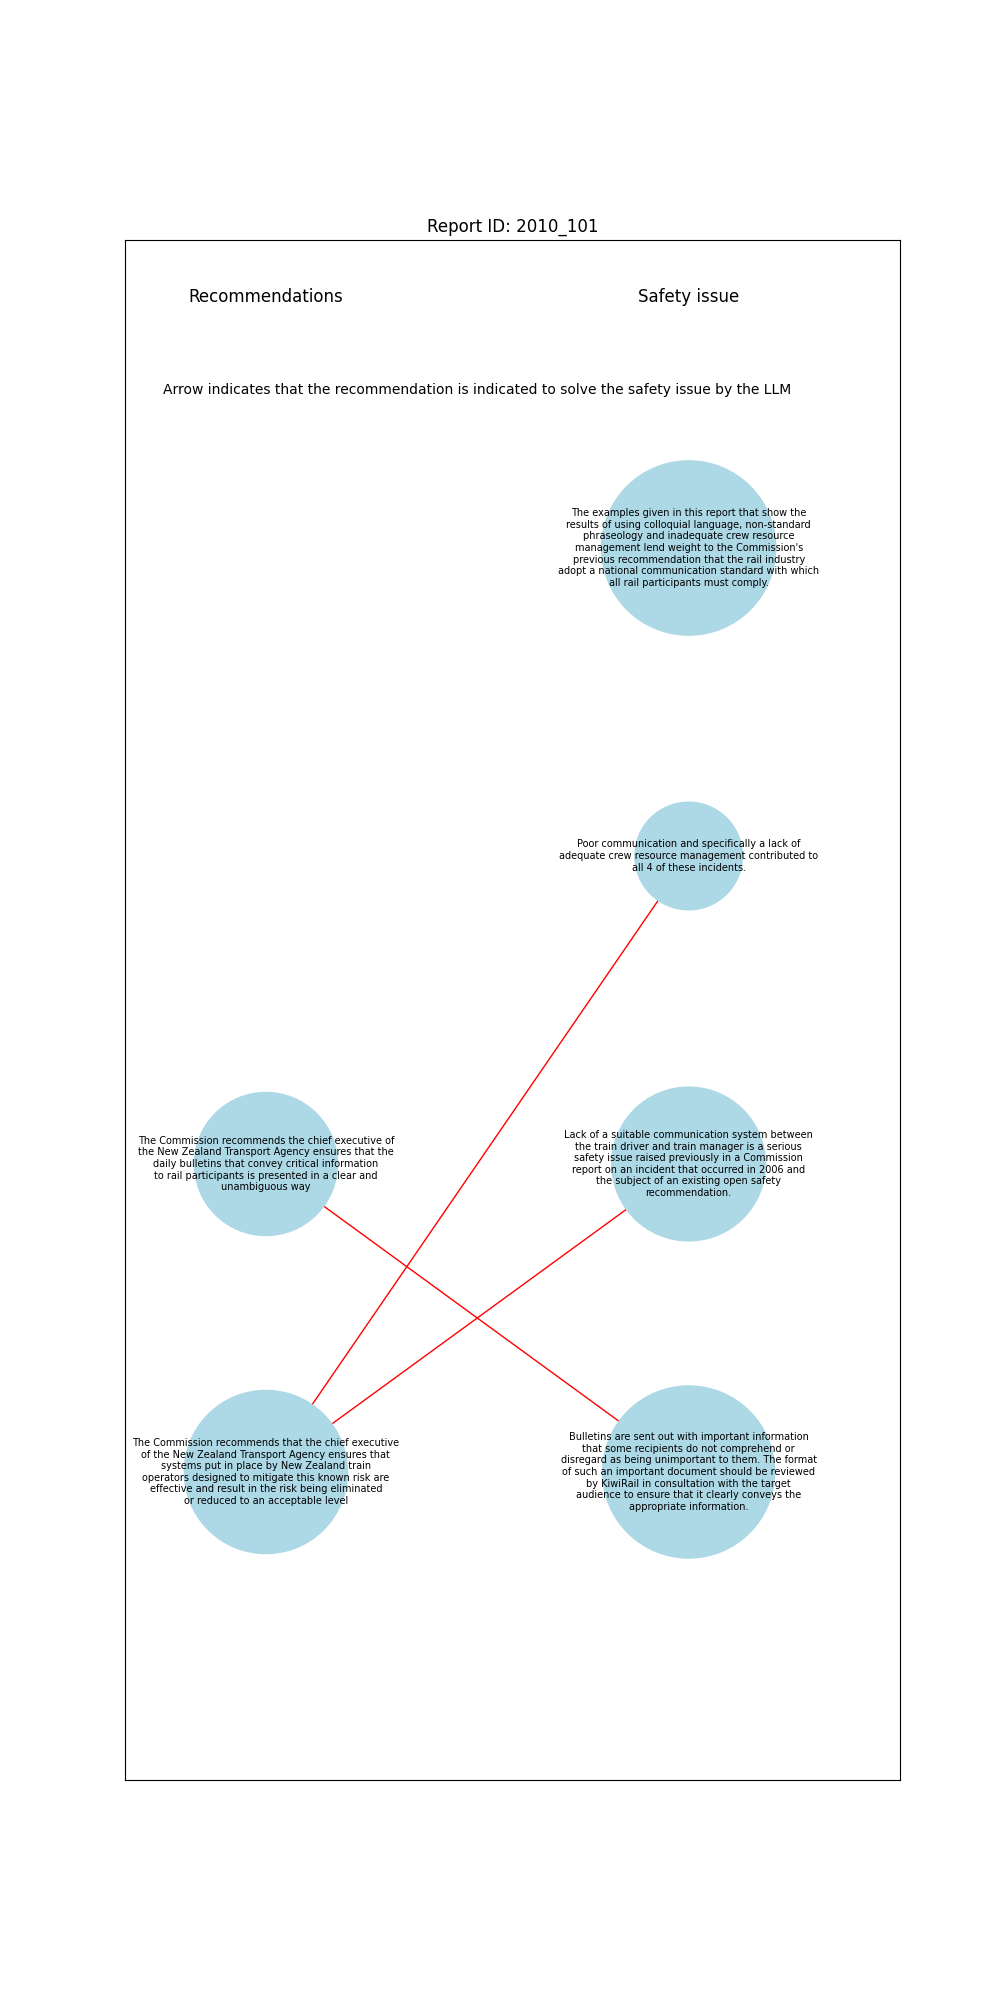 Report ID: 2010_101
Recommendations
Safety issue
Arrow indicates that the recommendation is indicated to solve the safety issue by the LLM
The examples given in this report that show the
results of using colloquial language, non-standard
phraseology and inadequate crew resource
management lend weight to the Commission's
previous recommendation that the rail industry
adopt a national communication standard with which
all rail participants must comply.
Poor communication and specifically a lack of
adequate crew resource management contributed to
all 4 of these incidents.
The Commission recommends the chief executive of
the New Zealand Transport Agency ensures that the
daily bulletins that convey critical information
to rail participants is presented in a clear and
unambiguous way
Lack of a suitable communication system between
the train driver and train manager is a serious
safety issue raised previously in a Commission
report on an incident that occurred in 2006 and
the subject of an existing open safety
recommendation.
The Commission recommends that the chief executive
of the New Zealand Transport Agency ensures that
systems put in place by New Zealand train
operators designed to mitigate this known risk are
effective and result in the risk being eliminated
or reduced to an acceptable level
Bulletins are sent out with important information
that some recipients do not comprehend or
disregard as being unimportant to them. The format
of such an important document should be reviewed
by KiwiRail in consultation with the target
audience to ensure that it clearly conveys the
appropriate information.